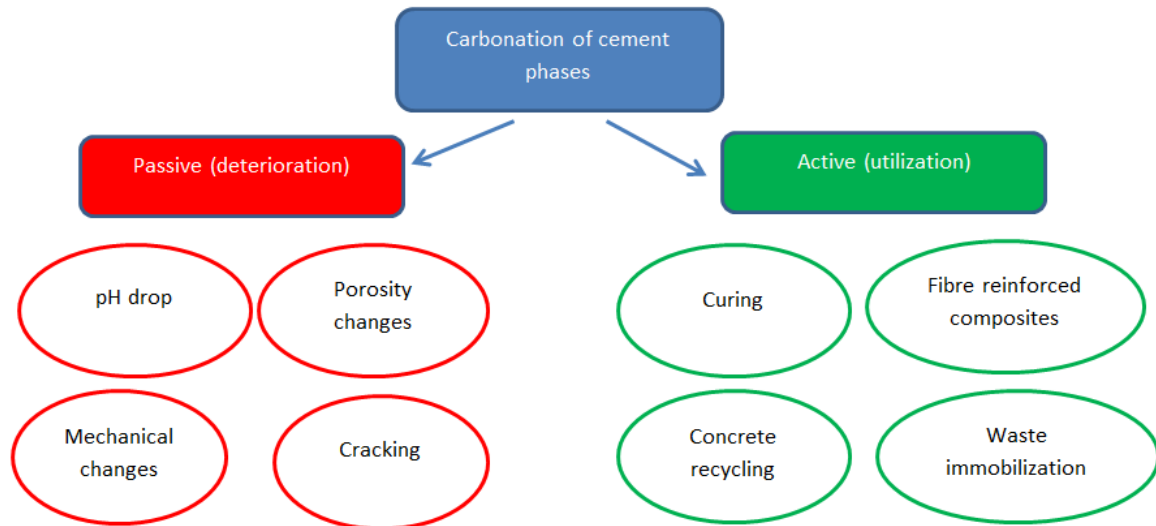 Carbonation of cement
phases
Passive (deterioration)
Active (utilization)
pH drop
Porosity
changes
Curing
Fibre reinforced
composites
Mechanical
changes
Cracking
Concrete
recycling
Waste
immobilization